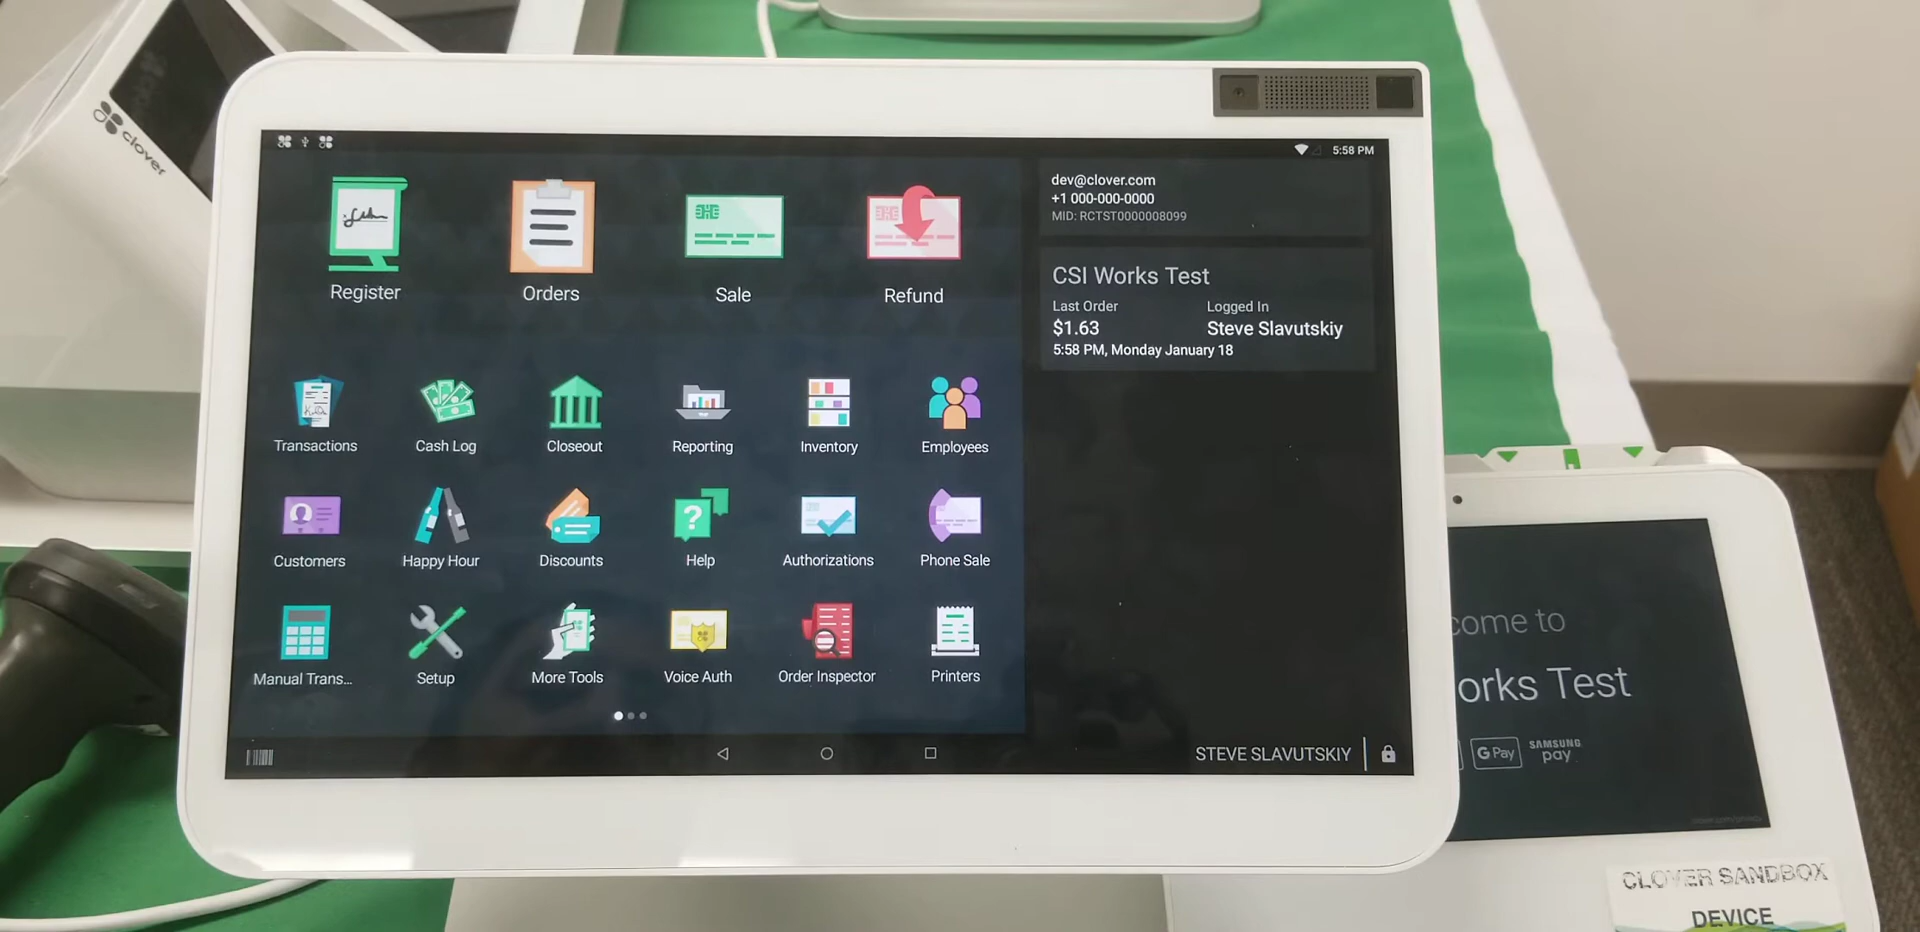 clover
5:58 PM
Register
Orders
Sale
Refund
dev@clover.com
+1 000-000-0000
MID: RCTST0000008099
CSI Works Test
Last Order
Logged In
$1.63
Steve Slavutskiy
5:58 PM, Monday January 18
Transactions
Cash Log
Closeout
Reporting
Inventory
Employees
Customers
Happy Hour
Discounts
?
Help
Authorizations
Phone Sale
Manual Trans...
Setup
More Tools
Voice Auth
Order Inspector
Printers
STEVE SLAVUTSKIY
come to
orks Test
G Pay
SAMSUNG
pay
CLOVER SANDBOX
DEVICE